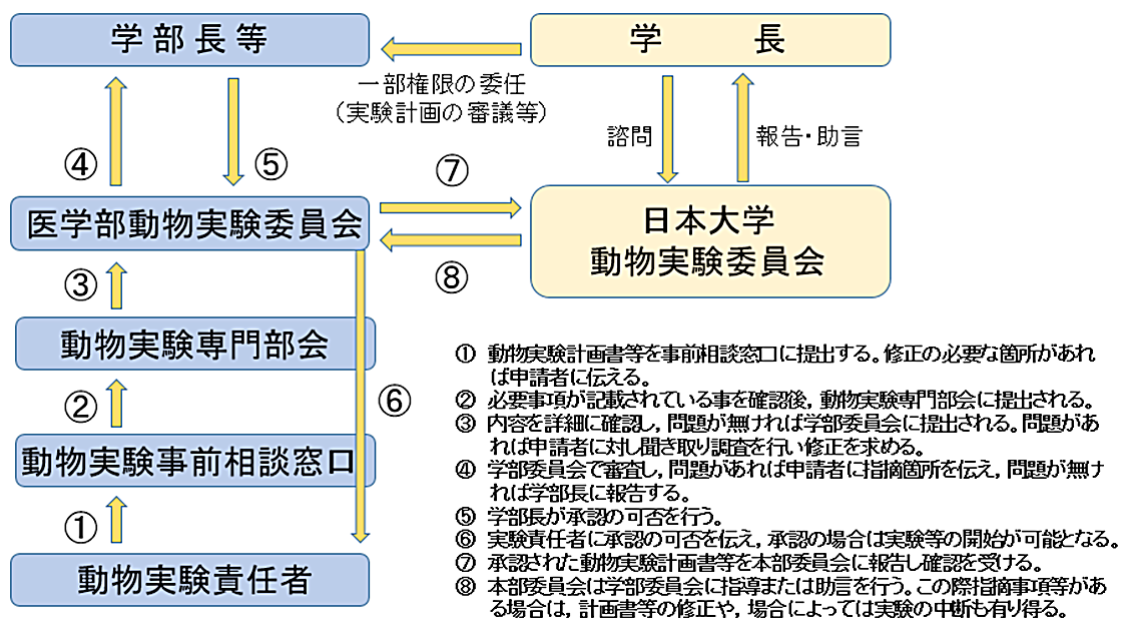 学部長等
学　長
一部権限の委任
（実験計画の審議等）
諮問
報告・助言
④
⑤
⑦
医学部動物実験委員会
日本大学
動物実験委員会
⑧
③
動物実験専門部会
⑥
②
動物実験事前相談窓口
①
動物実験責任者
① 動物実験計画書等を事前相談窓口に提出する。修正の必要な箇所があれ
ば申請者に伝える。
② 必要事項が記載されている事を確認後，動物実験専門部会に提出される。
③ 内容を詳細に確認し，問題が無ければ学部委員会に提出される。問題があ
れば申請者に対し聞き取り調査を行い修正を求める。
④ 学部委員会で審査し，問題があれば申請者に指摘箇所を伝え，問題が無け
れば学部長に報告する。
⑤ 学部長が承認の可否を行う。
⑥ 実験責任者に承認の可否を伝え，承認の場合は実験等の開始が可能となる。
⑦ 承認された動物実験計画書等を本部委員会に報告し確認を受ける。
⑧ 本部委員会は学部委員会に指導または助言を行う。この際指摘事項等があ
る場合は，計画書等の修正や，場合によっては実験の中断も有り得る。